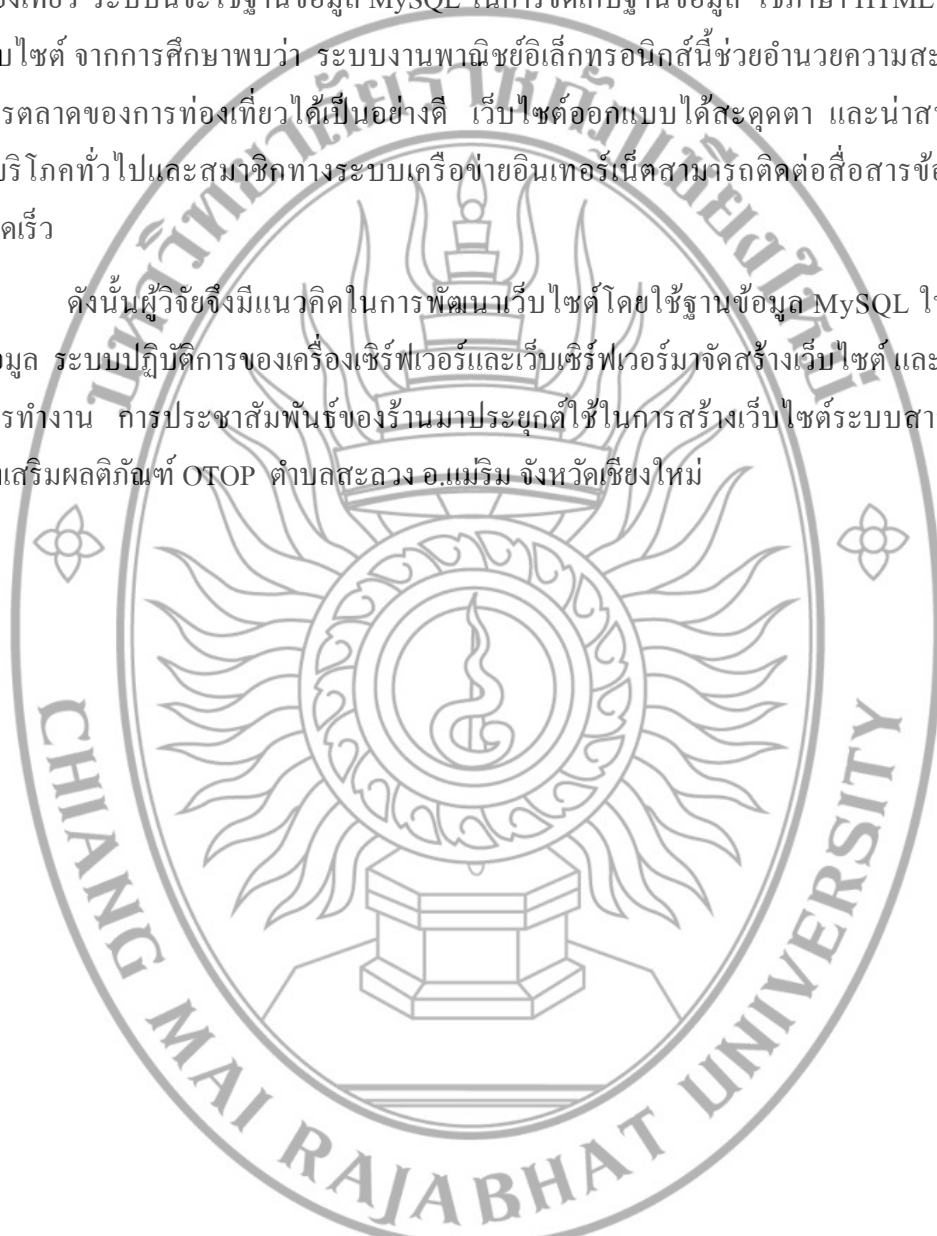 ระบบนี้จะใช้ฐานข้อมูล MySQL ในการจัดเก็บฐานข้อมูล ใช้ภาษา HTML
บไซต์ จากการศึกษาพบว่า ระบบงานพาณิชย์อิเล็กทรอนิกส์นี้ช่วยอำนวยความสะ
รตลาดของการท่องเที่ยวได้เป็นอย่างดี เว็บไซต์ออกแบบได้สะดุดตา และน่าส
บริโภคทั่วไปและสมาชิกทางระบบเครือข่ายอินเทอร์เน็ตสามารถติดต่อสื่อสารข้อ
ดเร็ว
ดังนั้นผู้วิจัยจึงมีแนวคิดในการพัฒนาเว็บไซต์โดยใช้ฐานข้อมูล MySQL ใ
อมูล ระบบปฏิบัติการของเครื่องเซิร์ฟเวอร์และเว็บเซิร์ฟเวอร์มาจัดสร้างเว็บไซต์ และ
รทำงาน การประชาสัมพันธ์ของร้านมาประยุกต์ใช้ในการสร้างเว็บไซต์ระบบสา
เสริมผลติภัณฑ์ OTOP ตำบลสะลวง อ.แม่ริม จังหวัดเชียงใหม่
มหาวิทยาลัยราชภัฏเชียงใหม่
CHIANG MAI RAJABHAT UNIVERSITY